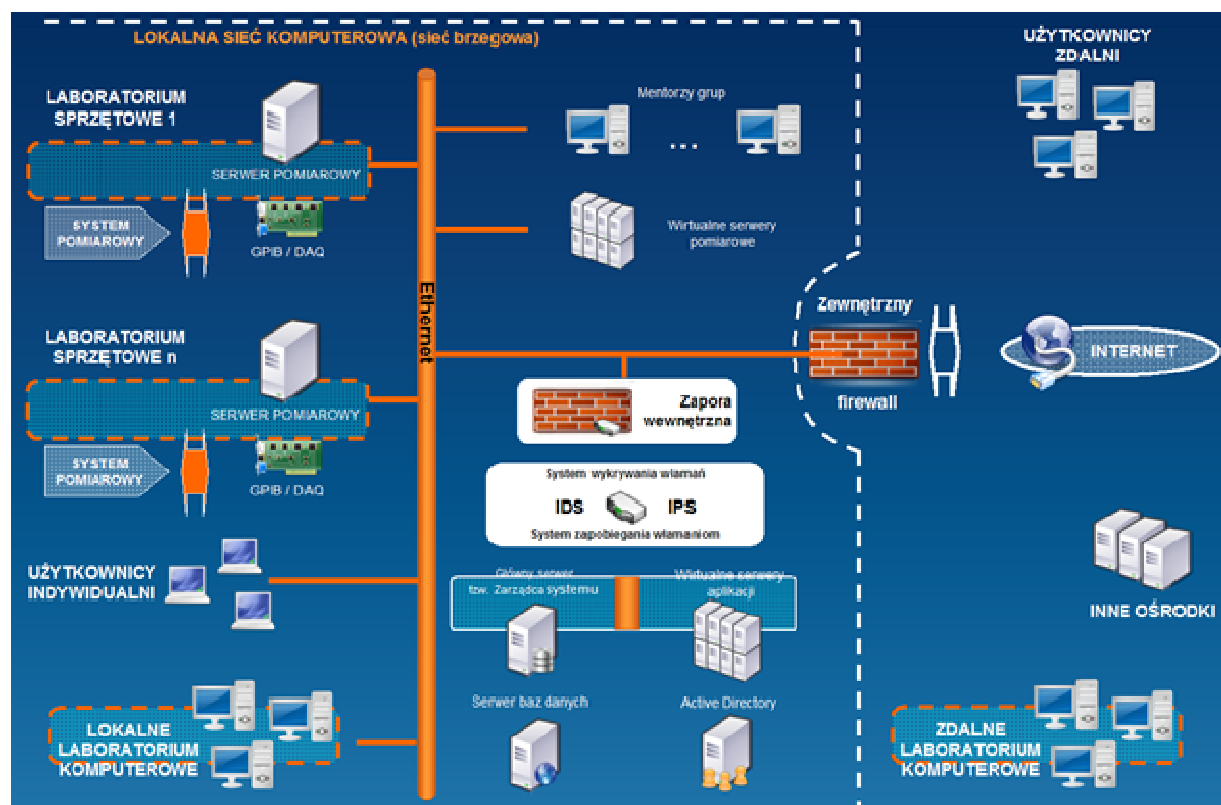 LOKALNA SIEĆ KOMPUTEROWA (sieć brzegowa)
LABORATORIUM
SPRZĘTOWE 1
SERWER POMIAROWY
SYSTEM
POMIAROWY
GPIB / DAQ
Mentorzy grup
...
Wirtualne serwery
pomiarowe
UŻYTKOWNICY
ZDALNI
Ethernet
LABORATORIUM
SPRZĘTOWE n
SERWER POMIAROWY
SYSTEM
POMIAROWY
GPIB / DAQ
Zewnętrzny
firewall
INTERNET
Zapora
wewnętrzna
System wykrywania włamań
IDS
IPS
System zapobiegania włamaniom
UŻYTKOWNICY
INDYWIDUALNI
Główny serwer
tzw. Zarządca systemu
Wirtualne serwery
aplikacji
INNE OŚRODKI
Serwer baz danych
Active Directory
LOKALNE
LABORATORIUM
KOMPUTEROWE
ZDALNE
LABORATORIUM
KOMPUTEROWE